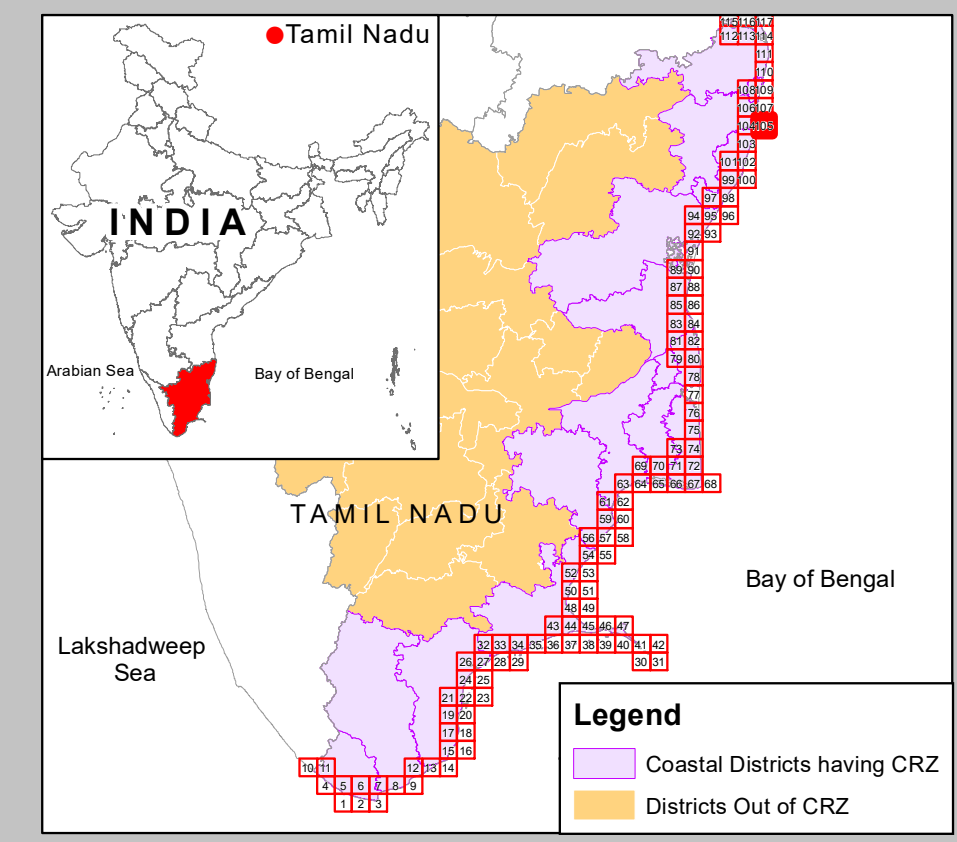 Tamil Nadu
INDIA
Arabian Sea
Bay of Bengal
115 116 117
112 113 114
111
110
108 109
106 107
104 105
103
101 102
99 100
97 98
94 95 96
92 93
91
89 90
87 88
85 86
83 84
81 82
79 80
78
77
76
75
73 74
69 70 71 72
63 64 65 66 67 68
61 62
TAMIL NADU
59 60
56 57 58
54 55
52 53
Bay of Bengal
50 51
48 49
43 44 45 46 47
32 33 34 35 36 37 38 39 40 41 42
Lakshadweep
Sea
26 27 28 29 30 31
24 25
21 22 23
19 20
17 18
15 16
10 11 12 13 14
4 5 6 7 8 9
1 2 3
Legend
Coastal Districts having CRZ
Districts Out of CRZ